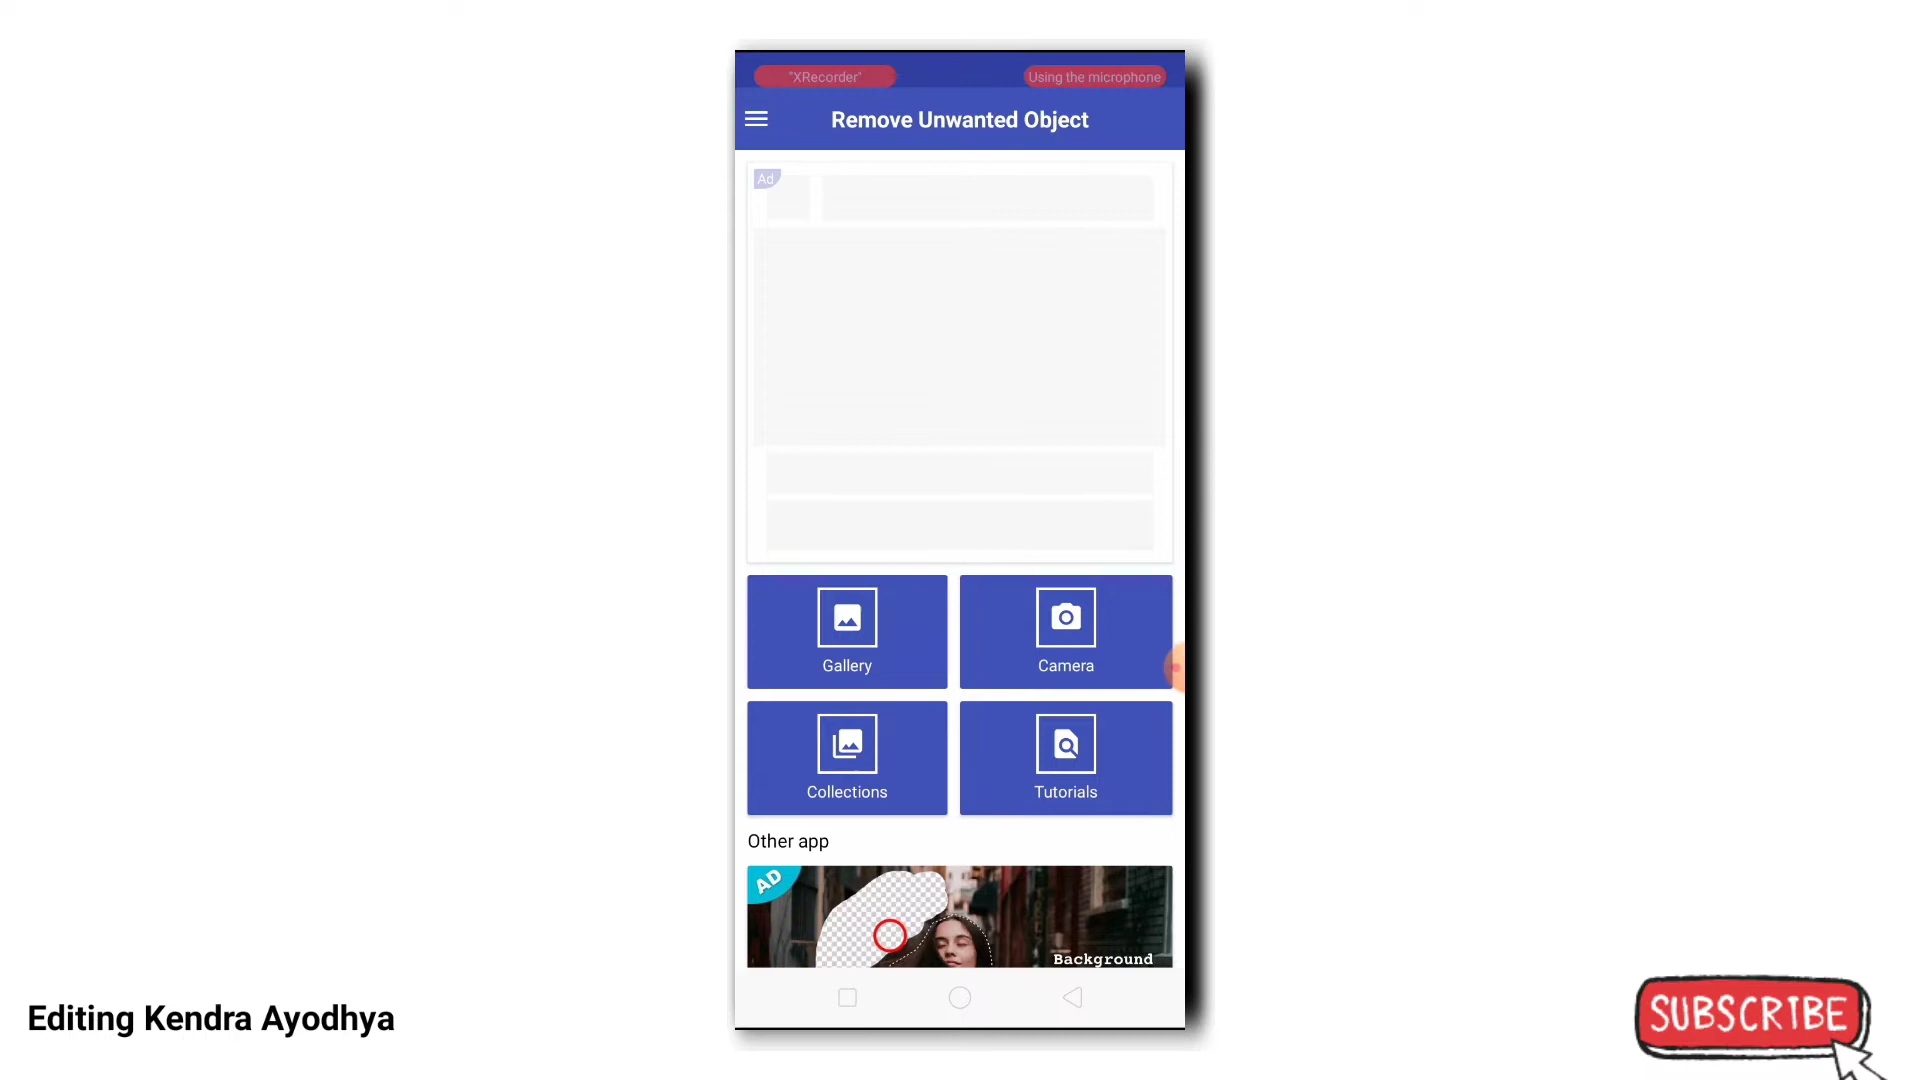 "XRecorder"
Using the microphone
Remove Unwanted Object
Ad
Gallery
Camera
Collections
Tutorials
Other app
AD
Background
Editing Kendra Ayodhya
SUBSCRIBE